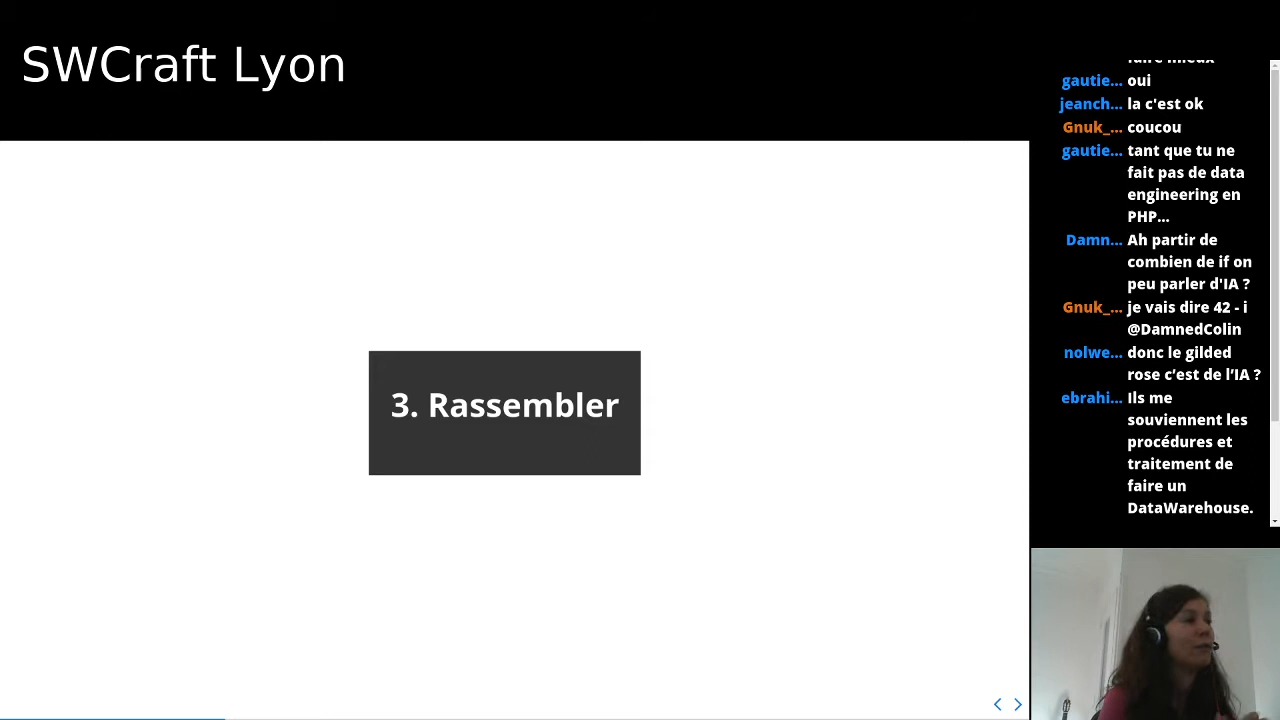 SWCraft Lyon
3. Rassembler
faire mieux
gautie... oui
jeanch... la c'est ok
Gnuk_... coucou
gautie... tant que tu ne
fait pas de data
engineering en
PHP...
Damn... Ah partir de
combien de if on
peu parler d'IA ?
Gnuk_... je vais dire 42 - i
@DamnedColin
nolwe... donc le gilded
rose c’est de l’IA ?
ebrahi... Ils me
souviennent les
procédures et
traitement de
faire un
DataWarehouse.